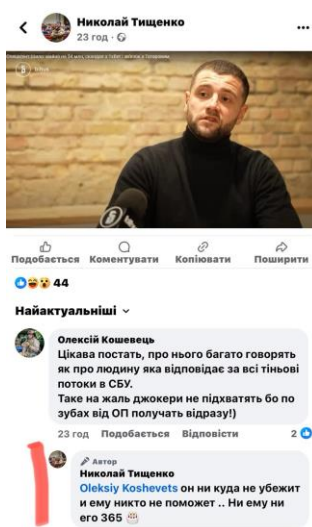 Николай Тищенко
23 год ·
Подобається Коментувати Копіювати Поширити
44
Найактуальніші
Олексій Кошевець
Цікава постать, про нього багато говорять
як про людину яка відповідає за всі тіньові
потоки в СБУ.
Таке на жаль джокери не підхватять бо по
зубах від ОП получать відразу!)
23 год Подобається Відповісти 2
Автор
Николай Тищенко
Oleksiy Koshevets он ни куда не убежит
и ему никто не поможет .. Ни ему ни
его 365